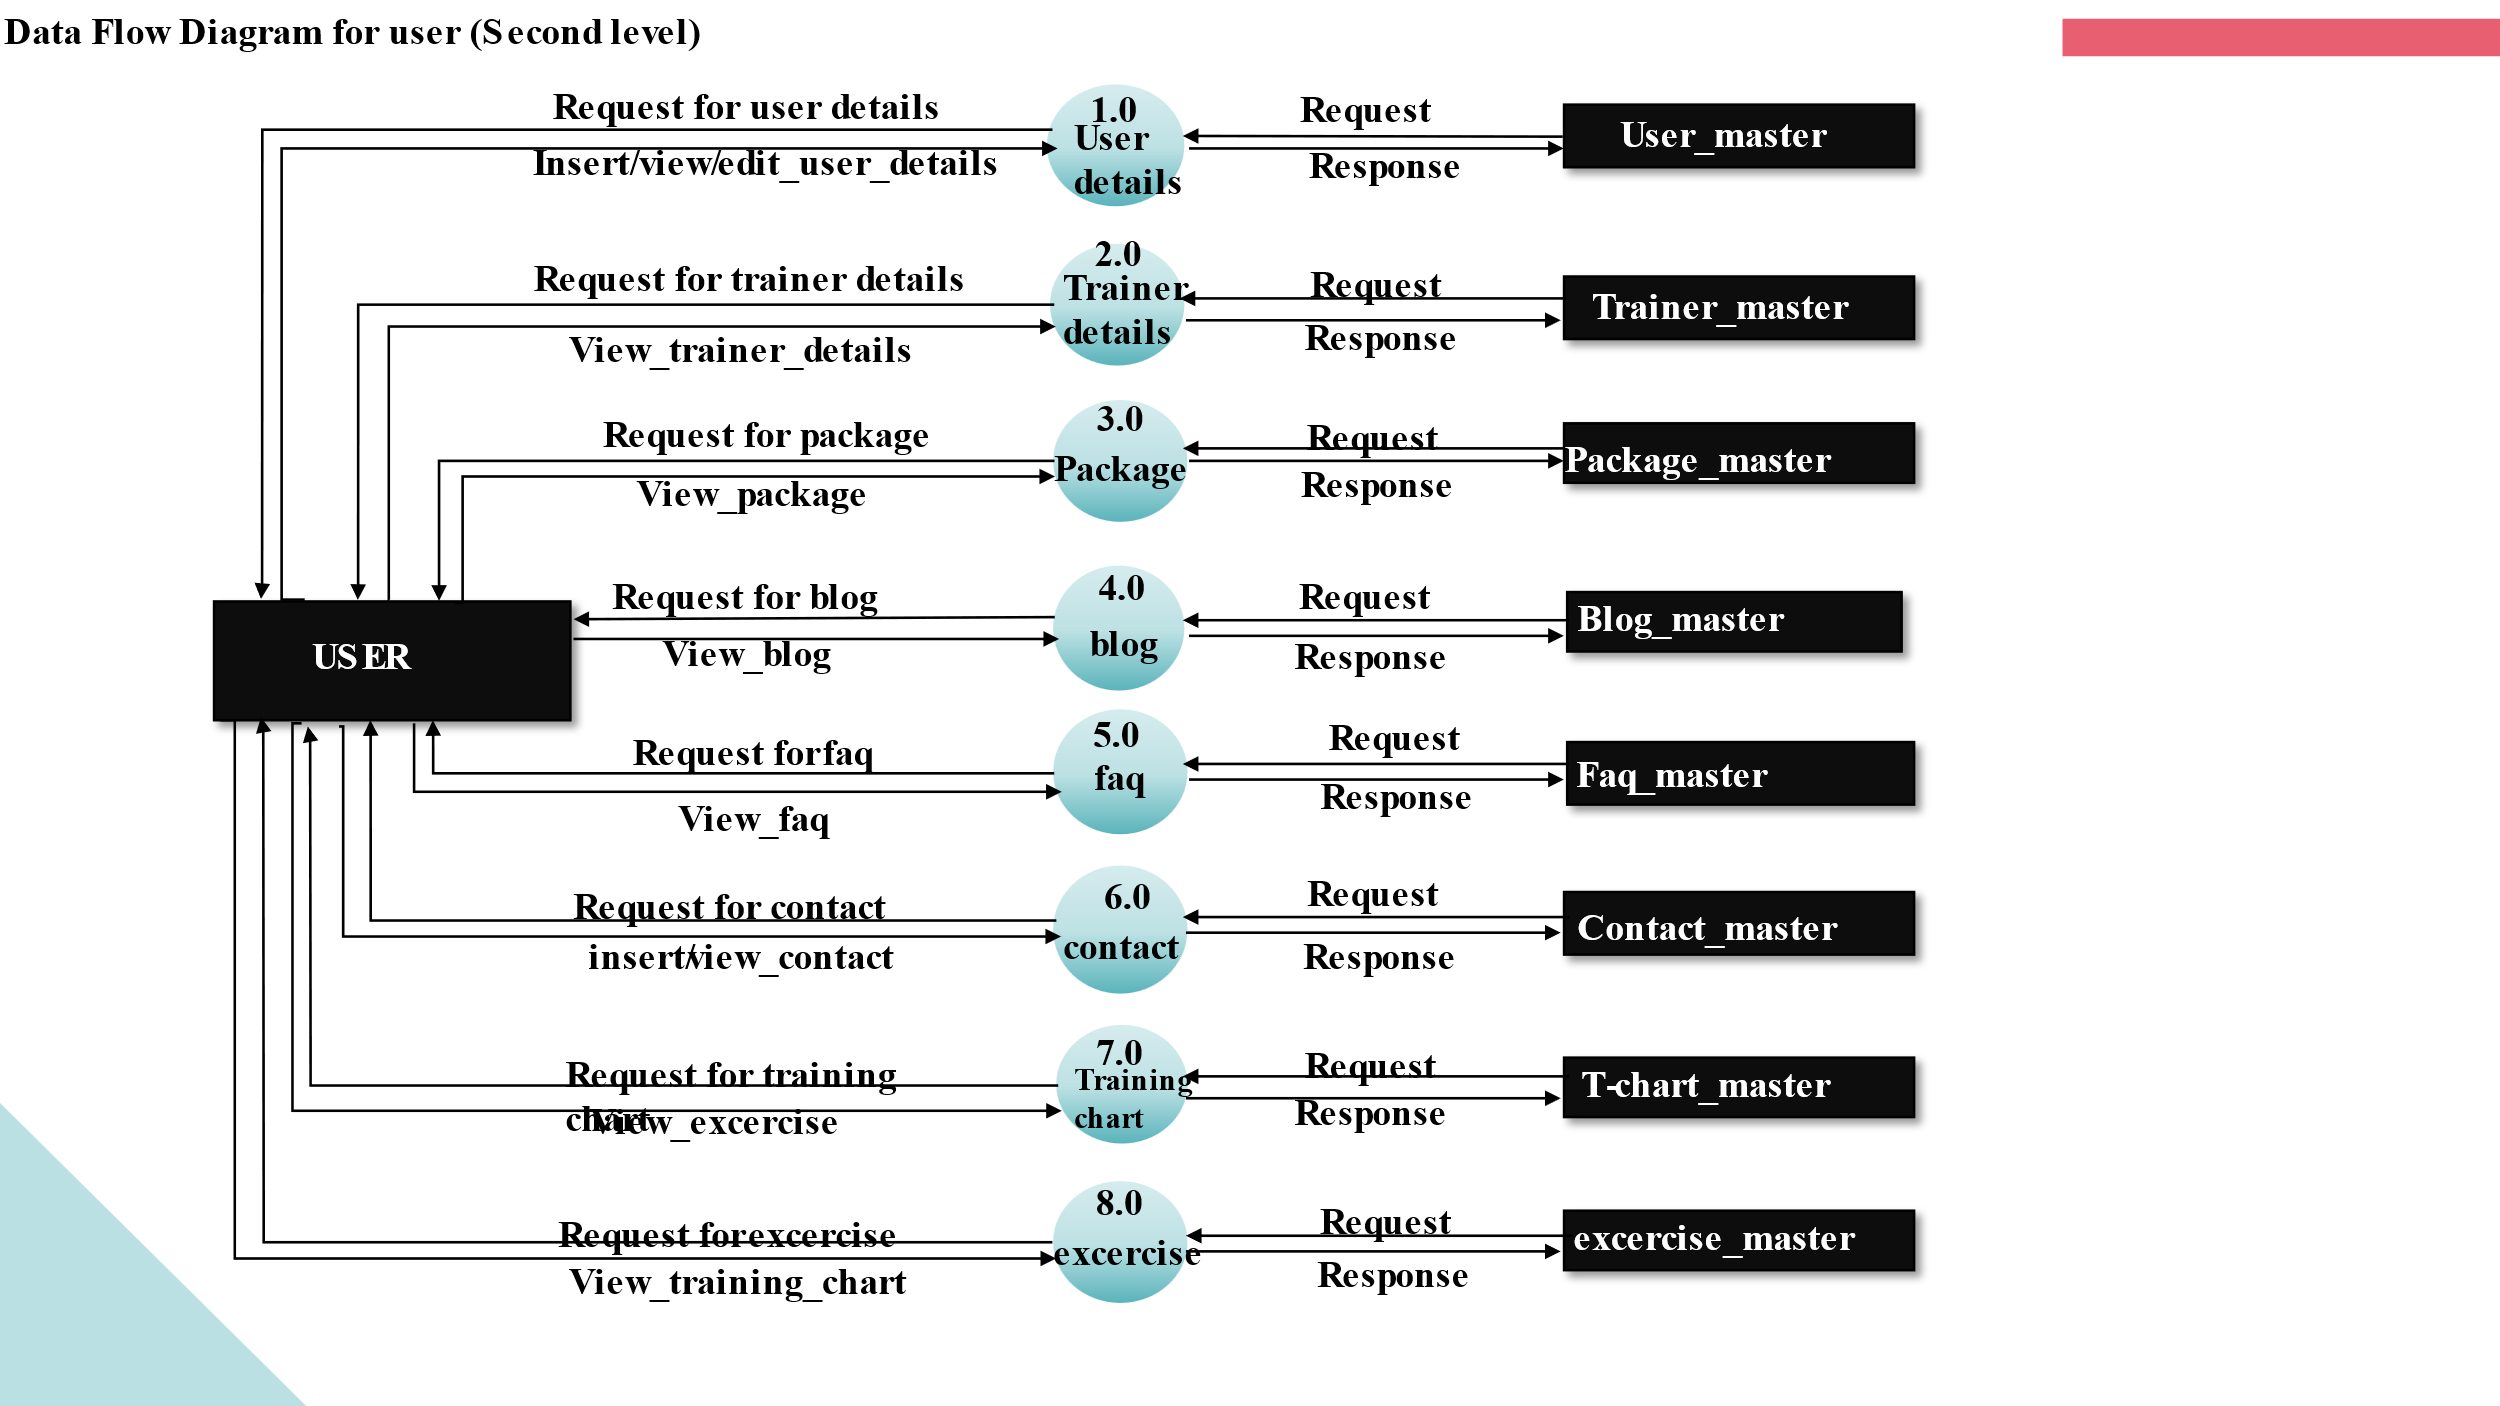 Data Flow Diagram for user (Second level)
Request for user details
1.0
User
details
Request
User_master
Insert/view/edit_user_details
Response
Request for trainer details
2.0
Trainer
details
Request
Trainer_master
View_trainer_details
Response
Request for package
3.0
Package
Request
Package_master
View_package
Response
Request for blog
4.0
blog
Request
Blog_master
USER
View_blog
Response
Request forfaq
5.0
faq
Request
Faq_master
View_faq
Response
Request for contact
6.0
contact
Request
Contact_master
insert/view_contact
Response
Request for training
chart
7.0
Training
chart
Request
T-chart_master
View_excercise
Response
Request forexcercise
8.0
excercise
Request
excercise_master
View_training_chart
Response